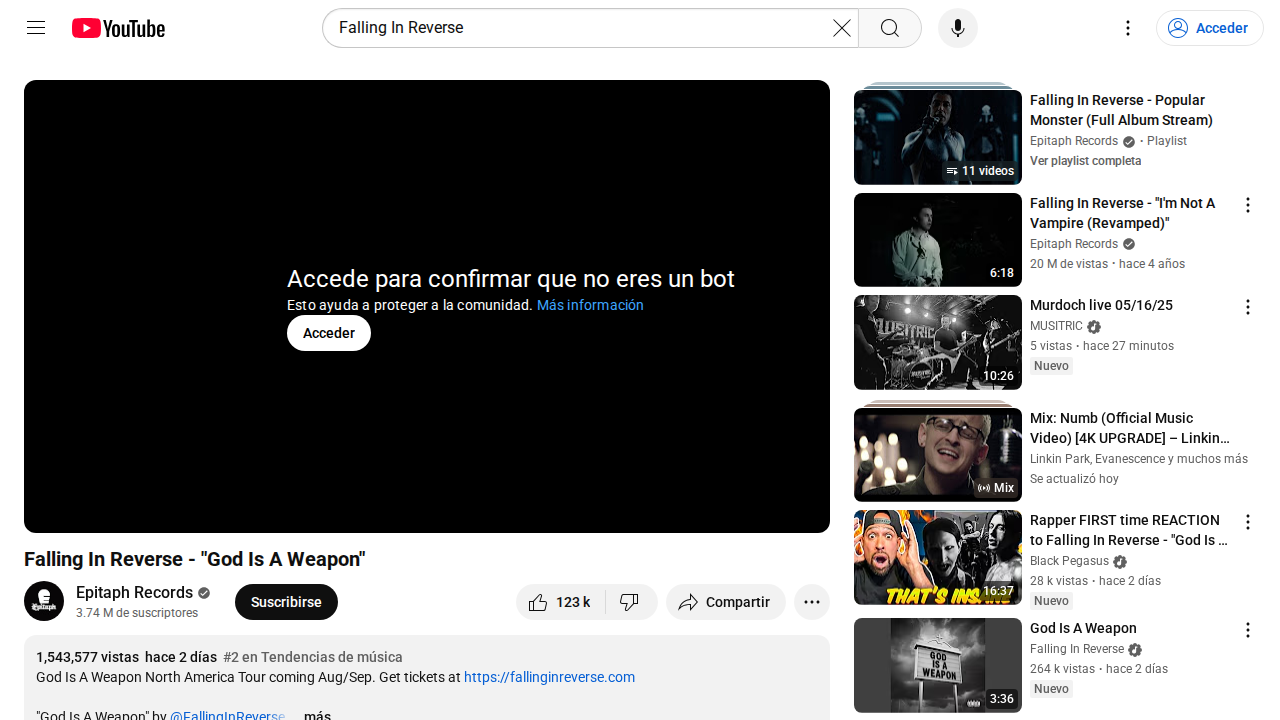 YouTube
Falling In Reverse
Acceder
Accede para confirmar que no eres un bot
Esto ayuda a proteger a la comunidad. Más información
Acceder
Falling In Reverse - "God Is A Weapon"
Epitaph
Epitaph Records
3.74 M de suscriptores
Suscribirse
123 k
Compartir
1,543,577 vistas hace 2 días #2 en Tendencias de música
God Is A Weapon North America Tour coming Aug/Sep. Get tickets at https://fallinginreverse.com
"God Is A Weapon" by @FallingInReverse ...más
11 videos
Falling In Reverse - Popular
Monster (Full Album Stream)
Epitaph Records • Playlist
Ver playlist completa
6:18
Falling In Reverse - "I'm Not A
Vampire (Revamped)"
Epitaph Records
20 M de vistas • hace 4 años
MUSITRIC
10:26
Murdoch live 05/16/25
MUSITRIC
5 vistas • hace 27 minutos
Nuevo
Mix
Mix: Numb (Official Music
Video) [4K UPGRADE] – Linkin…
Linkin Park, Evanescence y muchos más
Se actualizó hoy
THAT'S INSANE
16:37
Rapper FIRST time REACTION
to Falling In Reverse - "God Is …
Black Pegasus
28 k vistas • hace 2 días
Nuevo
GOD
IS A
WEAPON
3:36
God Is A Weapon
Falling In Reverse
264 k vistas • hace 2 días
Nuevo